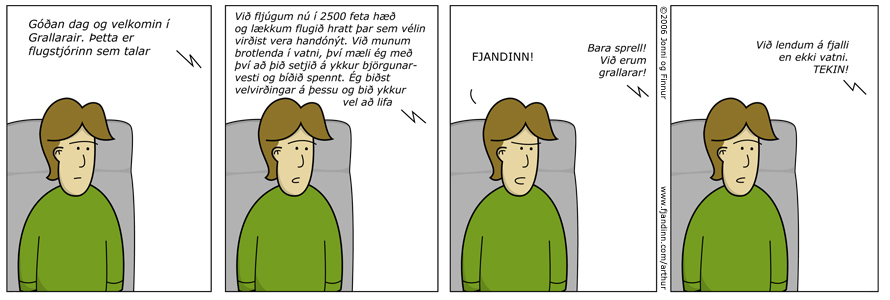 Góðan dag og velkomin í
Grallarair. Þetta er
flugstjórinn sem talar
Við fljúgum nú í 2500 feta hæð
og lækkum flugið hratt þar sem vélin
virðist vera handónýt. Við munum
brotlenda í vatni, því mæli ég með
því að þið setjið á ykkur björgunar-
vesti og bíðið spennt. Ég biðst
velvirðingar á þessu og bið ykkur
vel að lifa
FJANDINN!
Bara sprell!
Við erum
grallarar!
©2006 Jonni og Finnur
www.fjandinn.com/arthur
Við lendum á fjalli
en ekki vatni.
TEKIN!